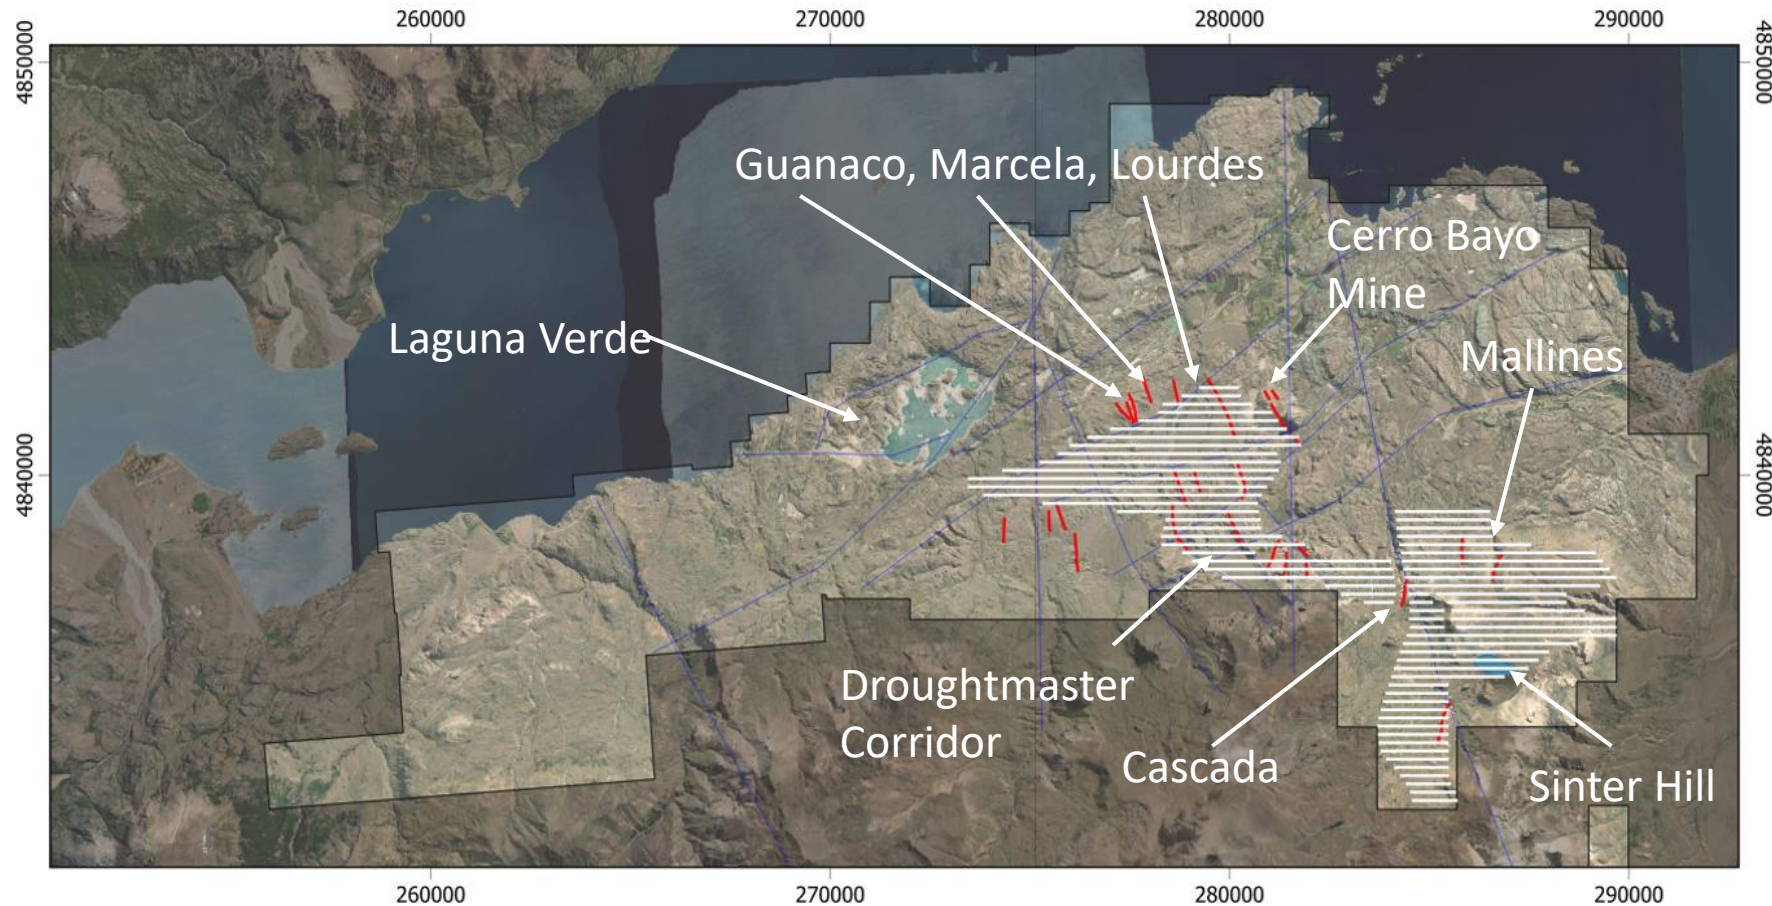 260000
270000
280000
290000
4850000
4850000
Guanaco, Marcela, Lourdes
Cerro Bayo
Mine
Laguna Verde
Mallines
4840000
4840000
Droughtmaster
Corridor
Cascada
Sinter Hill
260000
270000
280000
290000